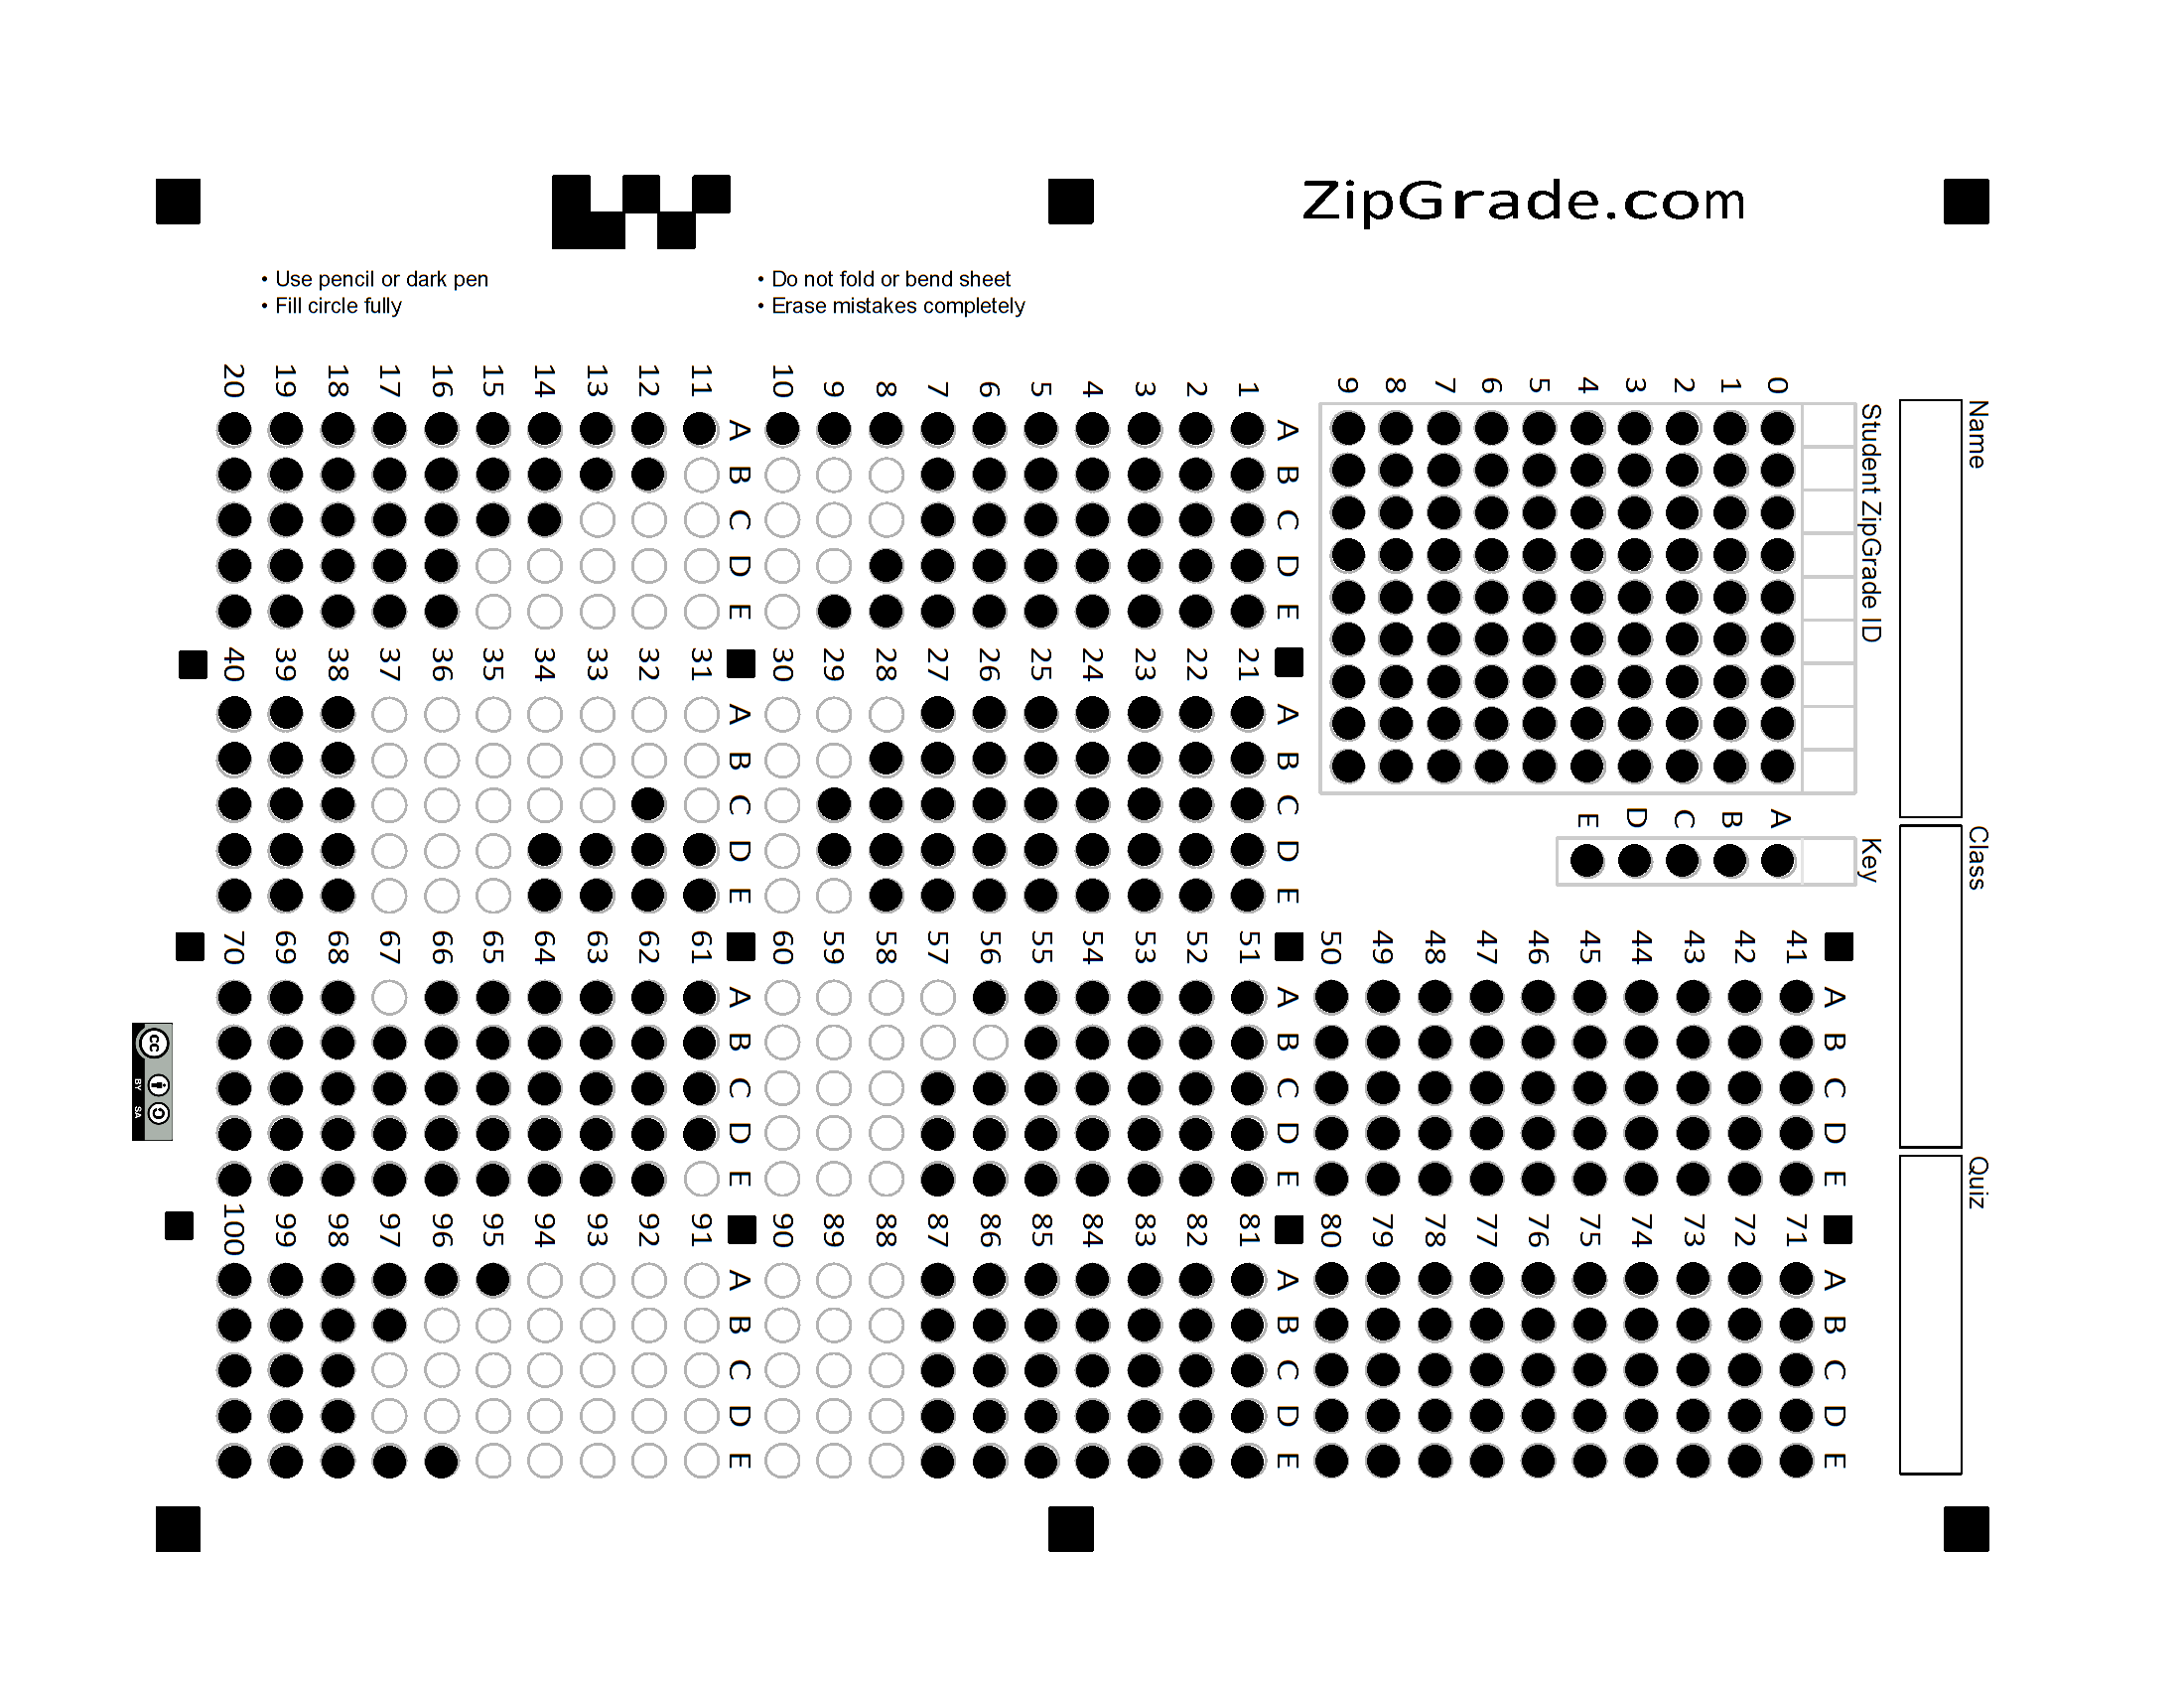 ZipGrade.com
• Use pencil or dark pen
• Fill circle fully
• Do not fold or bend sheet
• Erase mistakes completely
Name
Class
Quiz
Student ZipGrade ID
0 1 2 3 4 5 6 7 8 9
Key
A B C D E
A B C D E
1 2 3 4 5 6 7 8 9 10
A B C D E
11 12 13 14 15 16 17 18 19 20
A B C D E
21 22 23 24 25 26 27 28 29 30
A B C D E
31 32 33 34 35 36 37 38 39 40
A B C D E
41 42 43 44 45 46 47 48 49 50
A B C D E
51 52 53 54 55 56 57 58 59 60
A B C D E
61 62 63 64 65 66 67 68 69 70
A B C D E
71 72 73 74 75 76 77 78 79 80
A B C D E
81 82 83 84 85 86 87 88 89 90
A B C D E
91 92 93 94 95 96 97 98 99 100
cc
BY SA